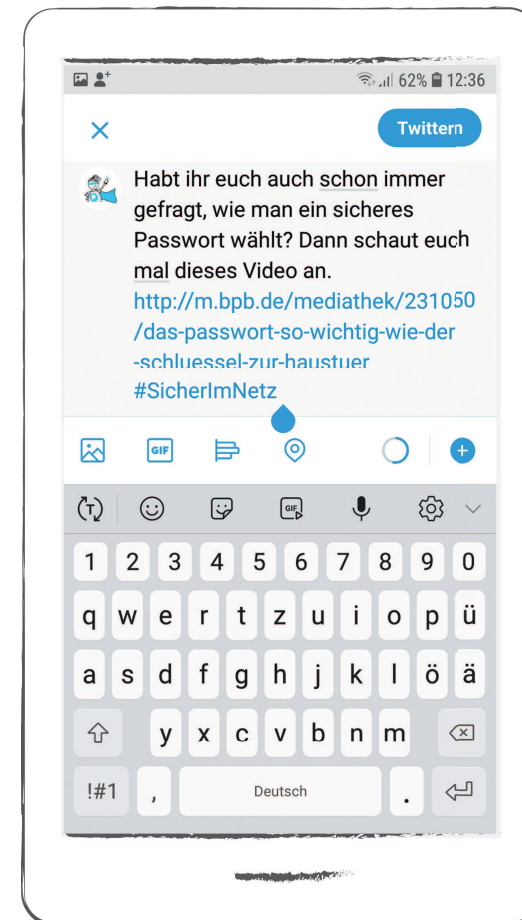 62% 12:36
Twittern
Habt ihr euch auch schon immer
gefragt, wie man ein sicheres
Passwort wählt? Dann schaut euch
mal dieses Video an.
http://m.bpb.de/mediathek/231050
/das-passwort-so-wichtig-wie-der
-schluessel-zur-haustuer
#SicherImNetz
GIF
T GIF
1 2 3 4 5 6 7 8 9 0
q w e r t z u i o p ü
a s d f g h j k l ö ä
y x c v b n m
!#1 , Deutsch .